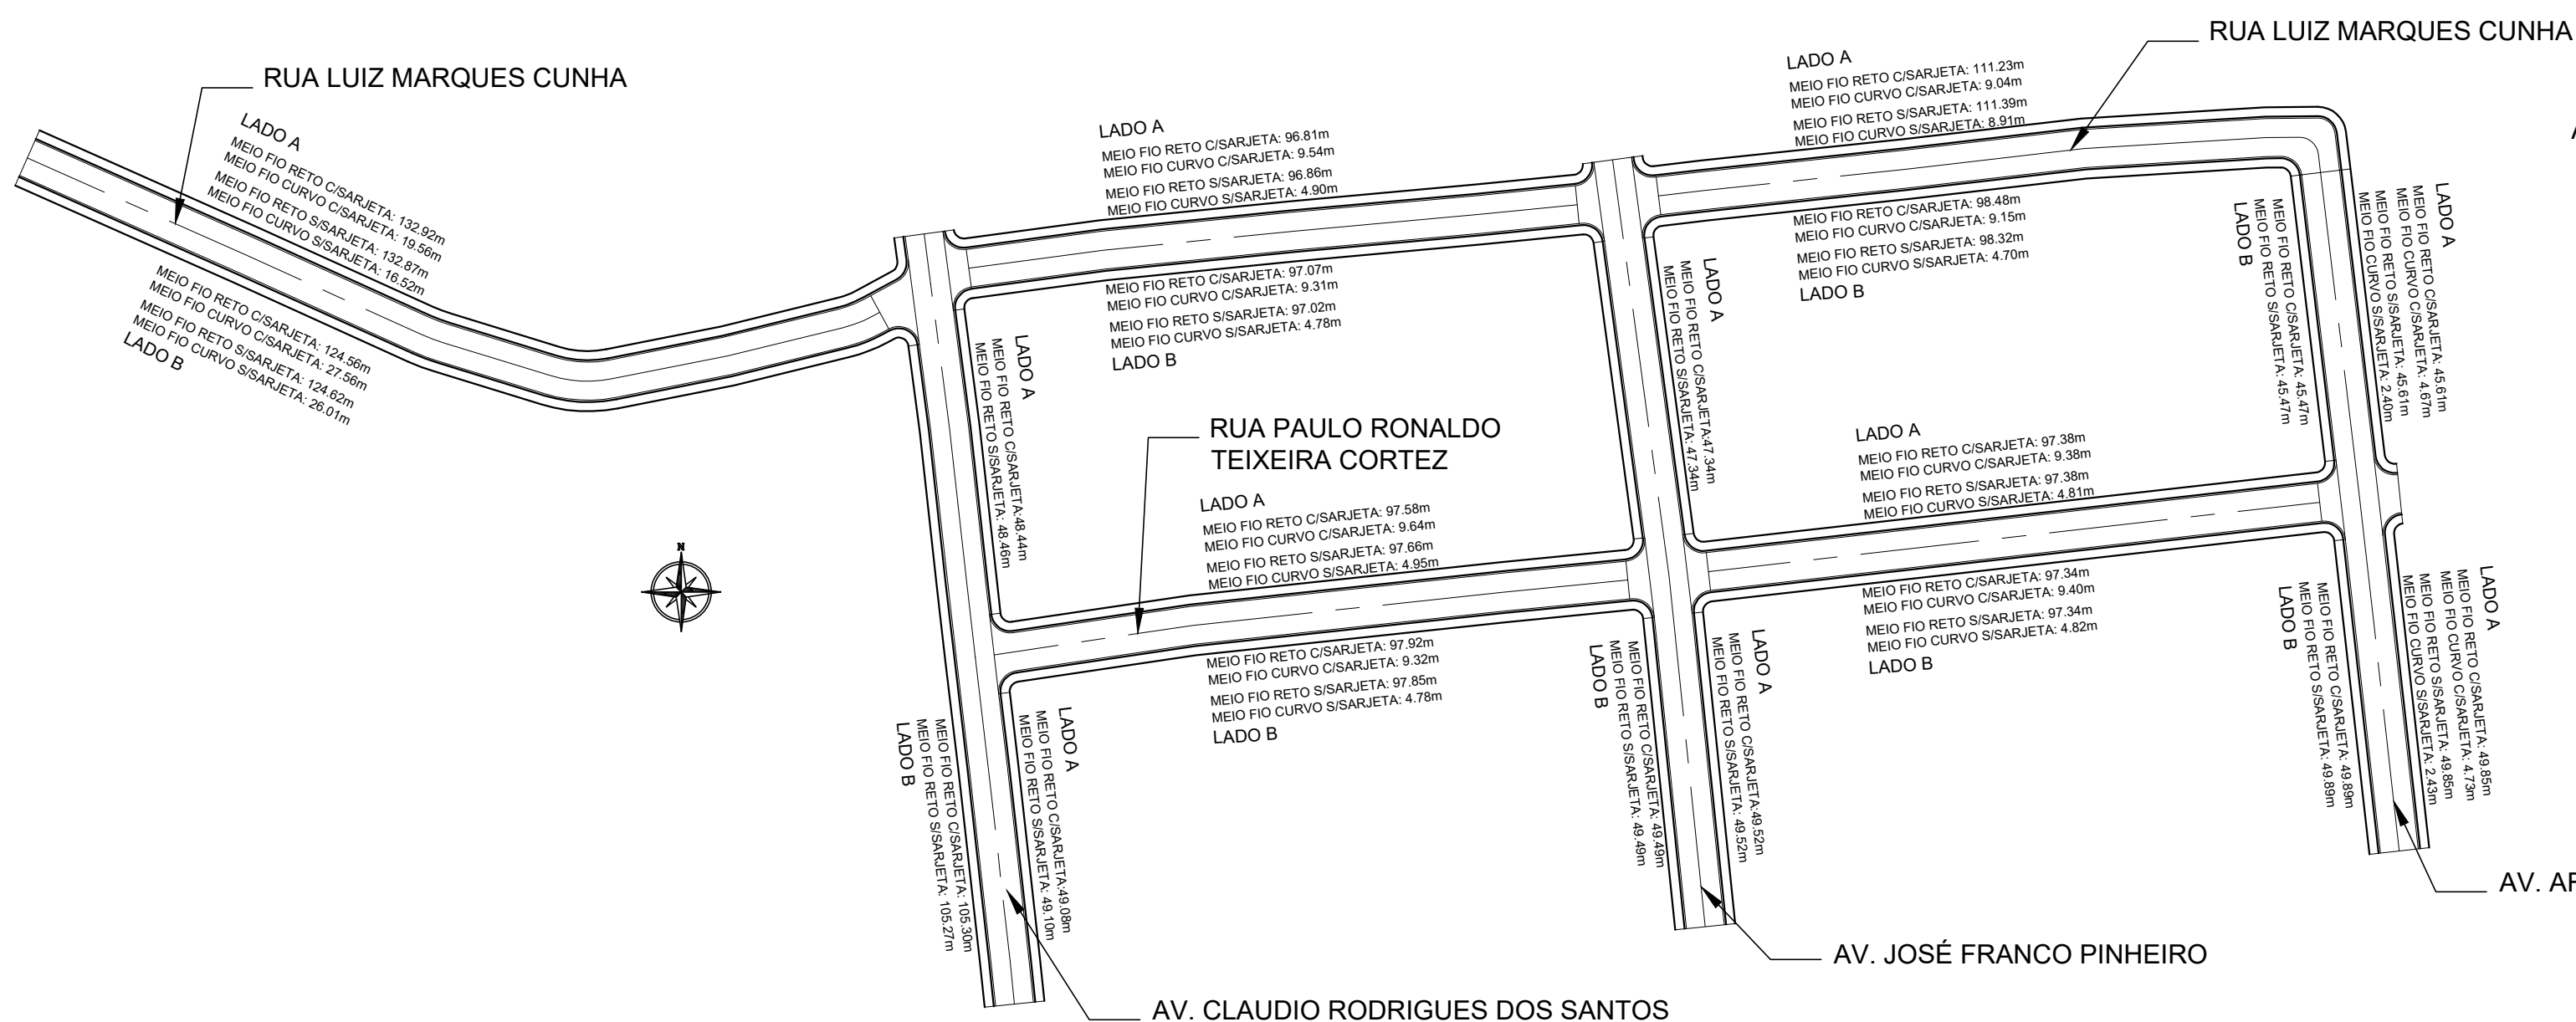 RUA LUIZ MARQUES CUNHA
LADO A
MEIO FIO RETO C/SARJETA: 132.92m
MEIO FIO CURVO C/SARJETA: 19.56m
MEIO FIO RETO S/SARJETA: 132.87m
MEIO FIO CURVO S/SARJETA: 16.52m
MEIO FIO RETO C/SARJETA: 124.56m
MEIO FIO CURVO C/SARJETA: 27.56m
MEIO FIO RETO S/SARJETA: 124.62m
MEIO FIO CURVO S/SARJETA: 26.01m
LADO B
LADO A
MEIO FIO RETO C/SARJETA: 96.81m
MEIO FIO CURVO C/SARJETA: 9.54m
MEIO FIO RETO S/SARJETA: 96.86m
MEIO FIO CURVO S/SARJETA: 4.90m
MEIO FIO RETO C/SARJETA: 97.07m
MEIO FIO CURVO C/SARJETA: 9.31m
MEIO FIO RETO S/SARJETA: 97.02m
MEIO FIO CURVO S/SARJETA: 4.78m
LADO B
RUA LUIZ MARQUES CUNHA
LADO A
MEIO FIO RETO C/SARJETA: 111.23m
MEIO FIO CURVO C/SARJETA: 9.04m
MEIO FIO RETO S/SARJETA: 111.39m
MEIO FIO CURVO S/SARJETA: 8.91m
MEIO FIO RETO C/SARJETA: 98.48m
MEIO FIO CURVO C/SARJETA: 9.15m
MEIO FIO RETO S/SARJETA: 98.32m
MEIO FIO CURVO S/SARJETA: 4.70m
LADO B
LADO A
MEIO FIO RETO C/SARJETA: 45.61m
MEIO FIO CURVO C/SARJETA: 4.67m
MEIO FIO RETO S/SARJETA: 45.61m
MEIO FIO CURVO S/SARJETA: 2.40m
MEIO FIO RETO C/SARJETA: 45.47m
MEIO FIO RETO S/SARJETA: 45.47m
LADO B
LADO A
MEIO FIO RETO C/SARJETA:47.34m
MEIO FIO RETO S/SARJETA: 47.34m
LADO A
MEIO FIO RETO C/SARJETA:48.44m
MEIO FIO RETO S/SARJETA: 48.46m
RUA PAULO RONALDO
TEIXEIRA CORTEZ
LADO A
MEIO FIO RETO C/SARJETA: 97.58m
MEIO FIO CURVO C/SARJETA: 9.64m
MEIO FIO RETO S/SARJETA: 97.66m
MEIO FIO CURVO S/SARJETA: 4.95m
MEIO FIO RETO C/SARJETA: 97.92m
MEIO FIO CURVO C/SARJETA: 9.32m
MEIO FIO RETO S/SARJETA: 97.85m
MEIO FIO CURVO S/SARJETA: 4.78m
LADO B
LADO A
MEIO FIO RETO C/SARJETA: 97.38m
MEIO FIO CURVO C/SARJETA: 9.38m
MEIO FIO RETO S/SARJETA: 97.38m
MEIO FIO CURVO S/SARJETA: 4.81m
MEIO FIO RETO C/SARJETA: 97.34m
MEIO FIO CURVO C/SARJETA: 9.40m
MEIO FIO RETO S/SARJETA: 97.34m
MEIO FIO CURVO S/SARJETA: 4.82m
LADO B
N
LADO A
MEIO FIO RETO C/SARJETA:49.08m
MEIO FIO RETO S/SARJETA: 49.10m
MEIO FIO RETO C/SARJETA: 105.30m
MEIO FIO RETO S/SARJETA: 105.27m
LADO B
LADO A
MEIO FIO RETO C/SARJETA:49.52m
MEIO FIO RETO S/SARJETA: 49.52m
MEIO FIO RETO C/SARJETA: 49.49m
MEIO FIO RETO S/SARJETA: 49.49m
LADO B
LADO A
MEIO FIO RETO C/SARJETA: 49.85m
MEIO FIO CURVO C/SARJETA: 4.73m
MEIO FIO RETO S/SARJETA: 49.85m
MEIO FIO CURVO S/SARJETA: 2.43m
MEIO FIO RETO C/SARJETA: 49.89m
MEIO FIO RETO S/SARJETA: 49.89m
LADO B
AV. CLAUDIO RODRIGUES DOS SANTOS
AV. JOSÉ FRANCO PINHEIRO
AV.